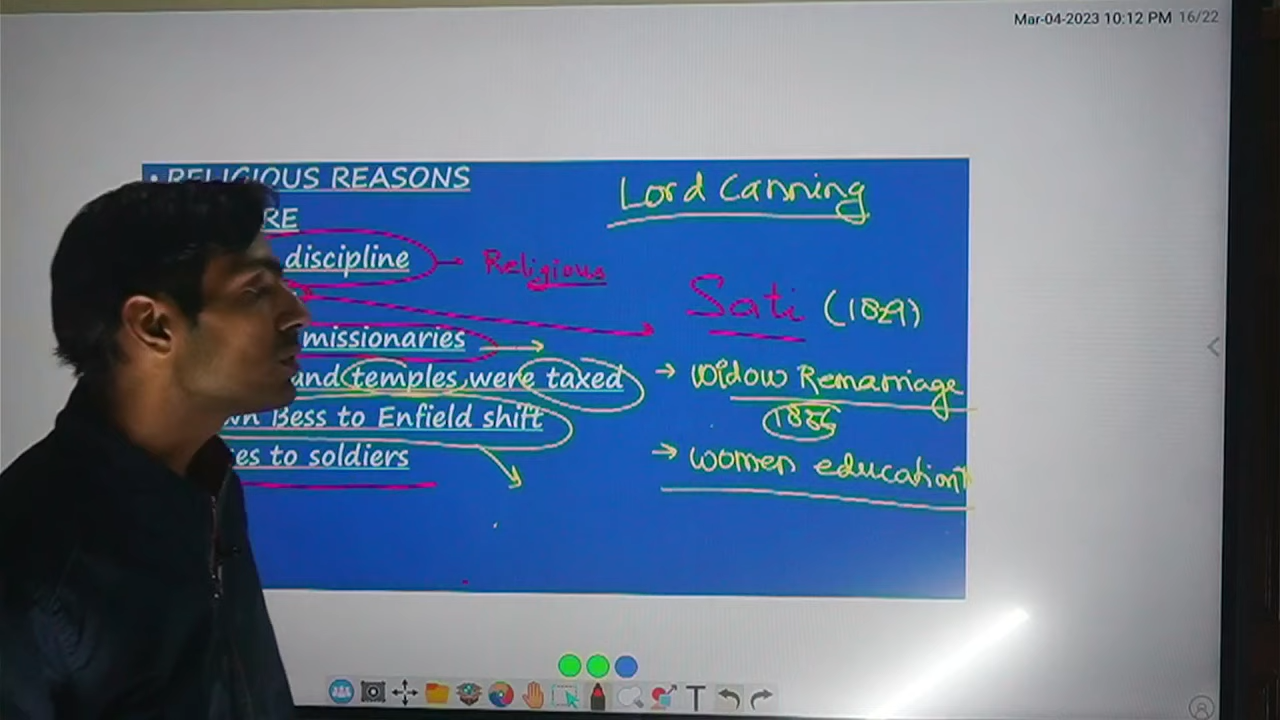 Mar-04-2023 10:12 PM 16/22
• RELIGIOUS REASONS
RE
discipline
Religious
missionaries
and temples were taxed
Bess to Enfield shift
to soldiers
Lord Canning
Sati (1829)
→ Widow Remarriage
1856
→ women education
T